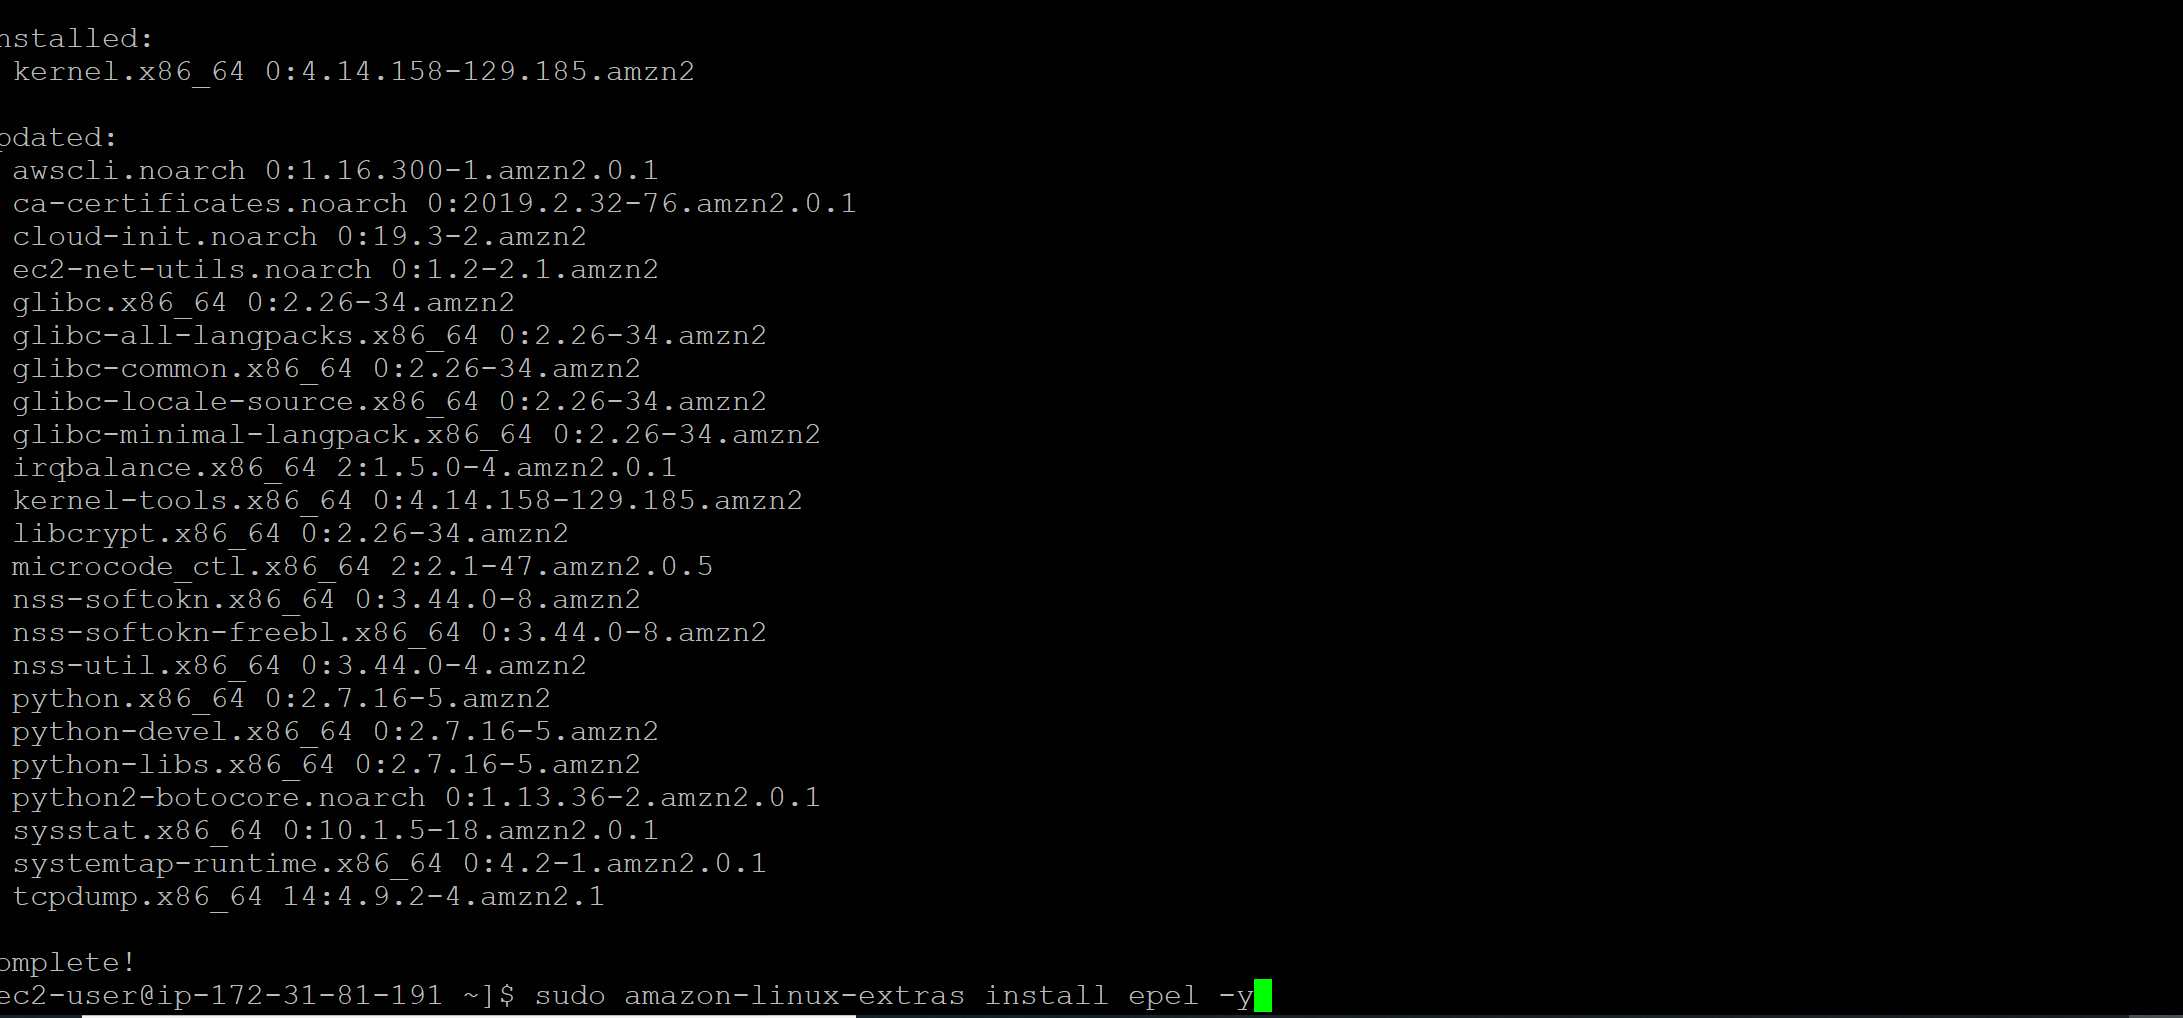 nstalled:
kernel.x86_64 0:4.14.158-129.185.amzn2
pdated:
awscli.noarch 0:1.16.300-1.amzn2.0.1
ca-certificates.noarch 0:2019.2.32-76.amzn2.0.1
cloud-init.noarch 0:19.3-2.amzn2
ec2-net-utils.noarch 0:1.2-2.1.amzn2
glibc.x86_64 0:2.26-34.amzn2
glibc-all-langpacks.x86_64 0:2.26-34.amzn2
glibc-common.x86_64 0:2.26-34.amzn2
glibc-locale-source.x86_64 0:2.26-34.amzn2
glibc-minimal-langpack.x86_64 0:2.26-34.amzn2
irqbalance.x86_64 2:1.5.0-4.amzn2.0.1
kernel-tools.x86_64 0:4.14.158-129.185.amzn2
libcrypt.x86_64 0:2.26-34.amzn2
microcode_ctl.x86_64 2:2.1-47.amzn2.0.5
nss-softokn.x86_64 0:3.44.0-8.amzn2
nss-softokn-freebl.x86_64 0:3.44.0-8.amzn2
nss-util.x86_64 0:3.44.0-4.amzn2
python.x86_64 0:2.7.16-5.amzn2
python-devel.x86_64 0:2.7.16-5.amzn2
python-libs.x86_64 0:2.7.16-5.amzn2
python2-botocore.noarch 0:1.13.36-2.amzn2.0.1
sysstat.x86_64 0:10.1.5-18.amzn2.0.1
systemtap-runtime.x86_64 0:4.2-1.amzn2.0.1
tcpdump.x86_64 14:4.9.2-4.amzn2.1
omplete!
ec2-user@ip-172-31-81-191 ~]$ sudo amazon-linux-extras install epel -y